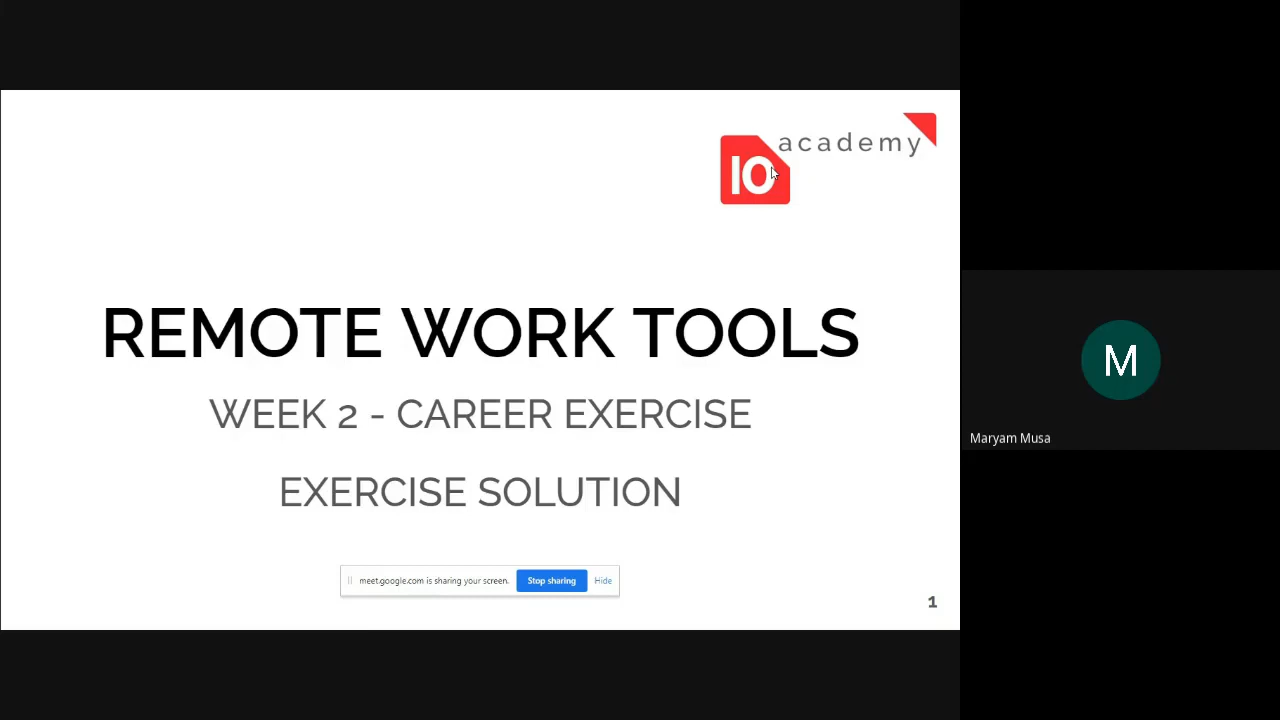 academy
10
REMOTE WORK TOOLS
WEEK 2 - CAREER EXERCISE
EXERCISE SOLUTION
meet.google.com is sharing your screen. Stop sharing Hide
1
M
Maryam Musa